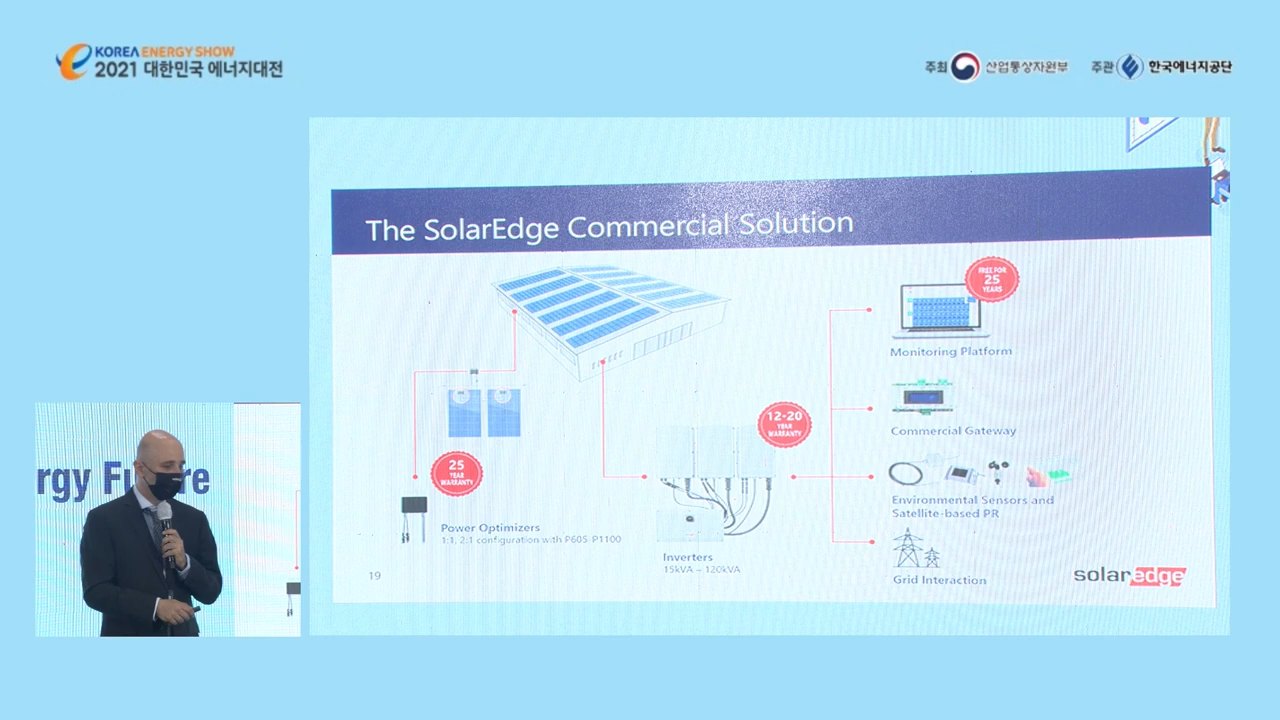 KOREA ENERGY SHOW
2021 대한민국 에너지대전
주최 산업통상자원부 주관 한국에너지공단
The SolarEdge Commercial Solution
FREE FOR
25
YEARS
Monitoring Platform
Commercial Gateway
12-20
YEAR
WARRANTY
25
YEAR
WARRANTY
Environmental Sensors and
Satellite-based PR
Power Optimizers
1:1, 2:1 configuration with P605-P1100
Inverters
15kVA – 120kVA
Grid Interaction
19
solaredge
rgy Fu re